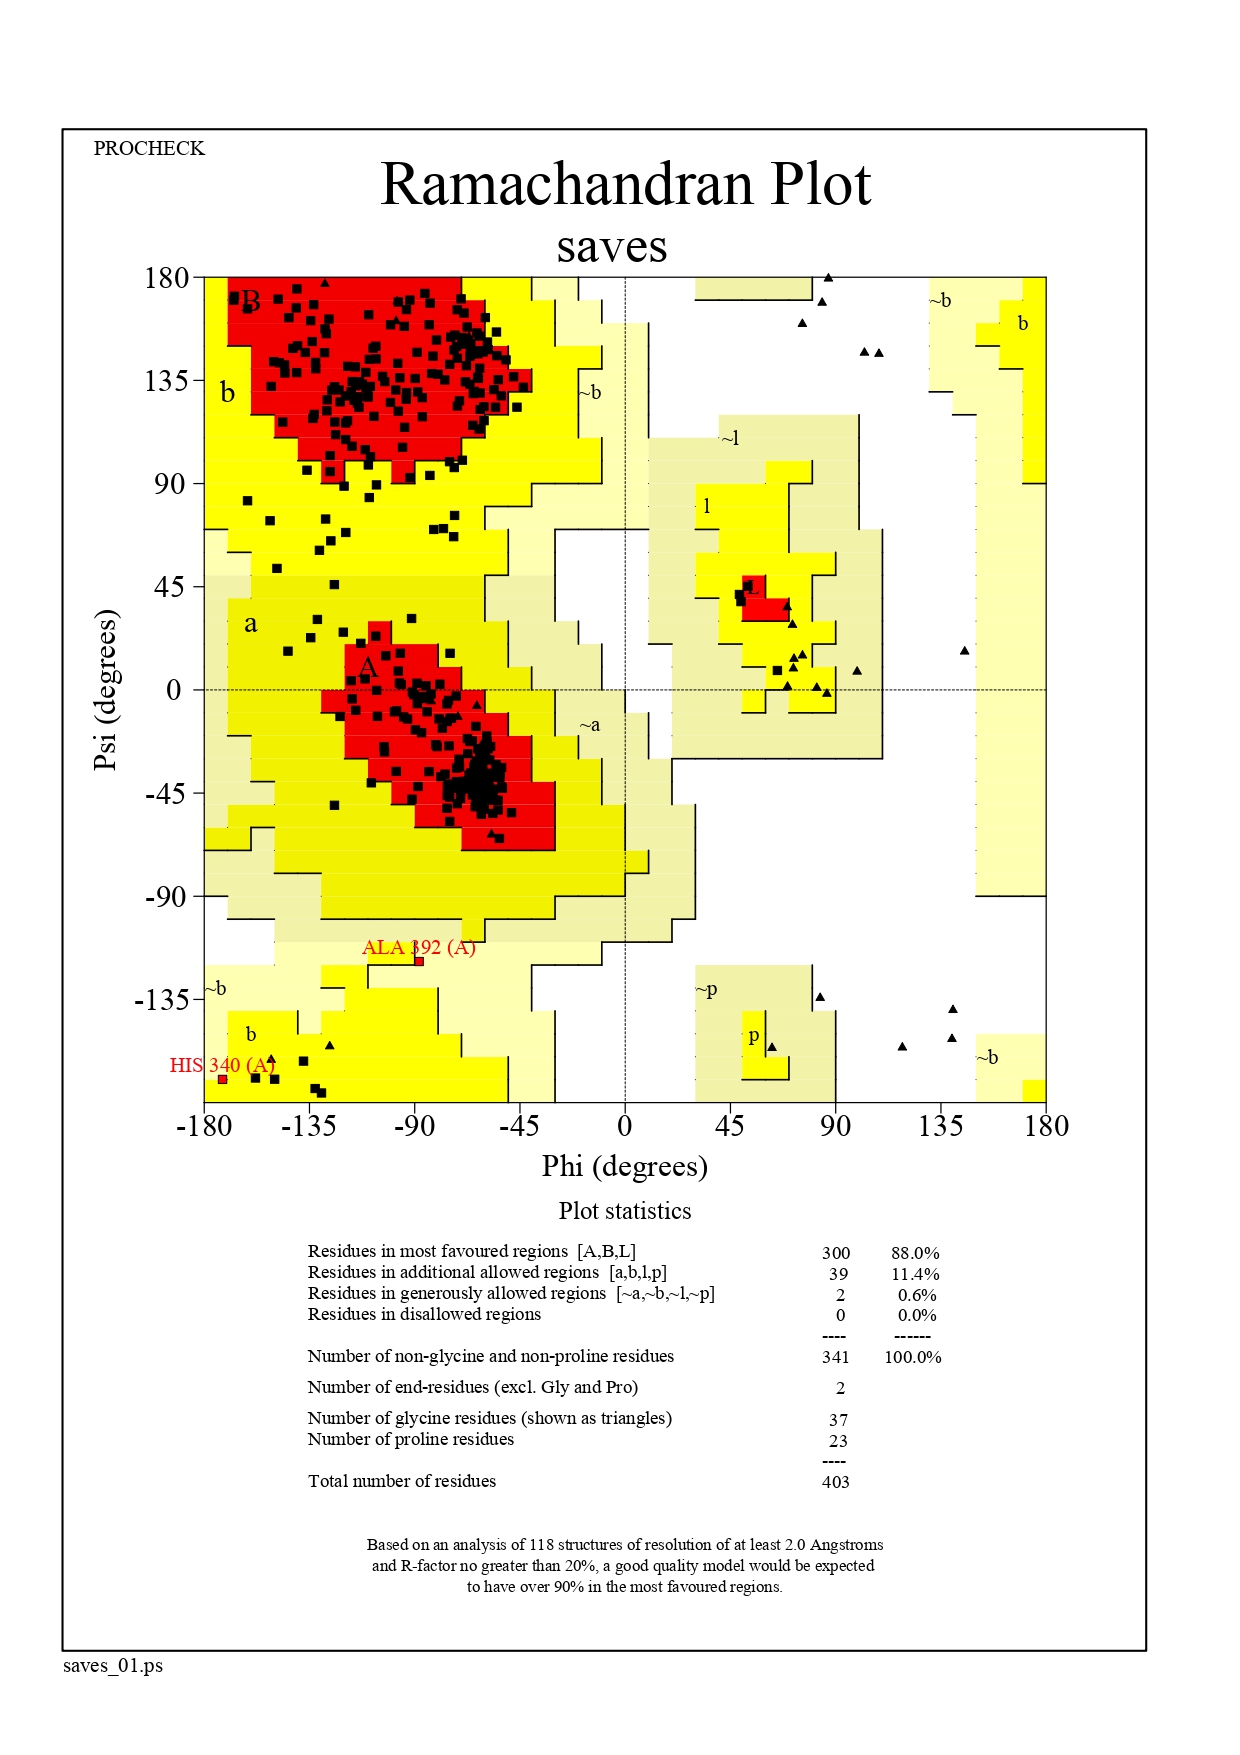 PROCHECK
Ramachandran Plot
saves
B
~b
b
b
~b
~l
l
L
a
A
~a
ALA 392 (A)
~b
~p
b
p
~b
HIS 340 (A)
180
135
90
45
0
-45
-90
-135
Psi (degrees)
-180 -135 -90 -45 0 45 90 135 180
Phi (degrees)
Plot statistics
Residues in most favoured regions [A,B,L] 300 88.0%
Residues in additional allowed regions [a,b,l,p] 39 11.4%
Residues in generously allowed regions [~a,~b,~l,~p] 2 0.6%
Residues in disallowed regions 0 0.0%
---- ------
Number of non-glycine and non-proline residues 341 100.0%
Number of end-residues (excl. Gly and Pro) 2
Number of glycine residues (shown as triangles) 37
Number of proline residues 23
----
Total number of residues 403
Based on an analysis of 118 structures of resolution of at least 2.0 Angstroms
and R-factor no greater than 20%, a good quality model would be expected
to have over 90% in the most favoured regions.
saves_01.ps